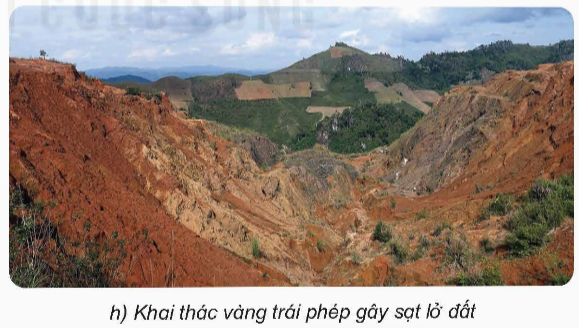 h) Khai thác vàng trái phép gây sạt lở đất